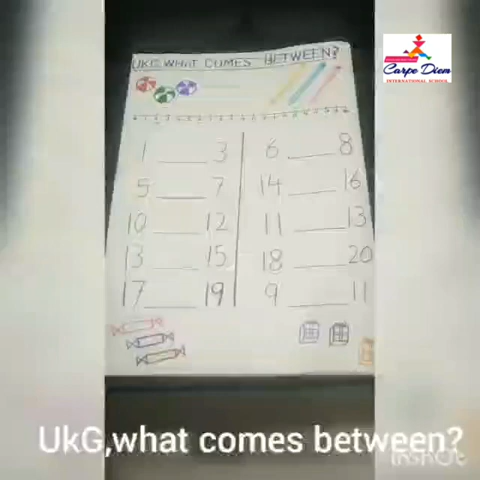 Carpe Diem
INTERNATIONAL SCHOOL
UKG, WHAT COMES BETWEEN?
1 ___ 3 6 ___ 8
5 ___ 7 14 ___ 16
10 ___ 12 11 ___ 13
13 ___ 15 18 ___ 20
17 ___ 19 9 ___ 11
UkG,what comes between?